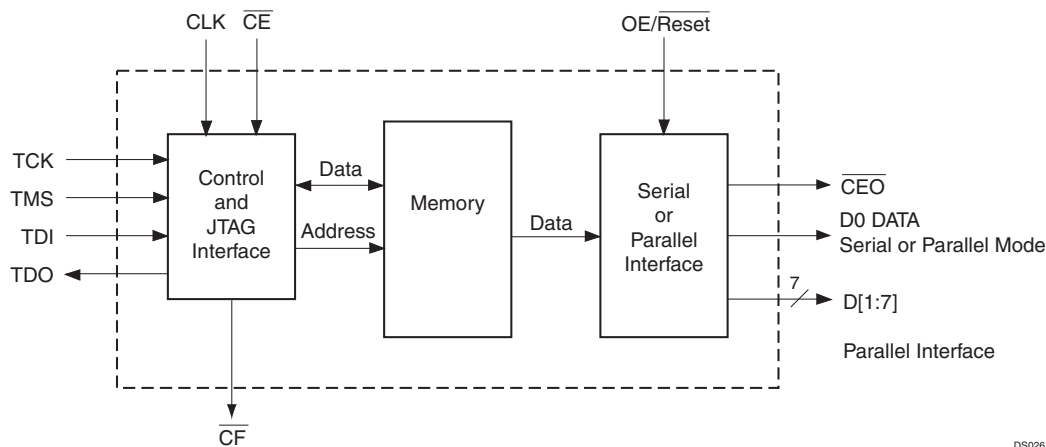 CLK CE OE/Reset
TCK
TMS
TDI
TDO
Control
and
JTAG
Interface
Data
Address
Memory
Data
Serial
or
Parallel
Interface
CEO
D0 DATA
Serial or Parallel Mode
7
D[1:7]
Parallel Interface
CF
DS026